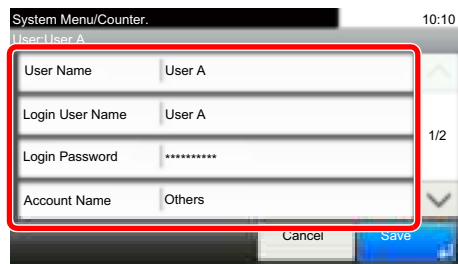 System Menu/Counter. 10:10
User:User A
User Name User A
Login User Name User A
1/2
Login Password **********
Account Name Others
Cancel Save